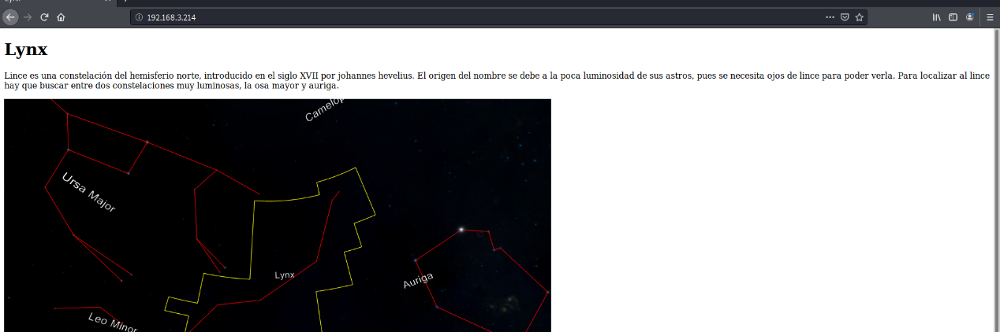 192.168.3.214
Lynx
Lince es una constelación del hemisferio norte, introducido en el siglo XVII por johannes hevelius. El origen del nombre se debe a la poca luminosidad de sus astros, pues se necesita ojos de lince para poder verla. Para localizar al lince
hay que buscar entre dos constelaciones muy luminosas, la osa mayor y auriga.
Ursa Major
Lynx
Auriga
Leo Minor